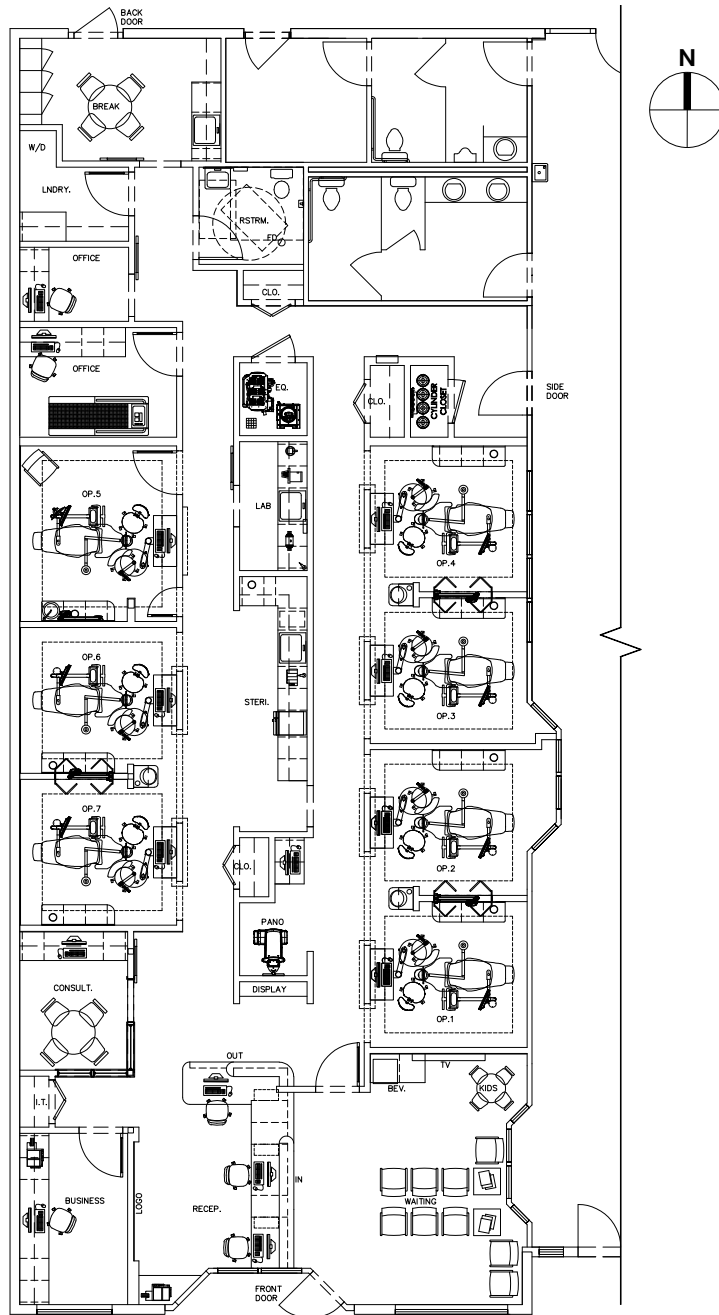 BACK
DOOR
N
BREAK
W/D
LNDRY.
RSTRM.
FD
OFFICE
CLO.
OFFICE
EQ.
CLO.
CYLINDER
CLOSET
SIDE
DOOR
OP.5
LAB
OP.4
OP.6
STERI.
OP.3
OP.7
CLO.
OP.2
PANO
CONSULT.
DISPLAY
OP.1
OUT
TV
BEV.
KIDS
I.T.
BUSINESS
LOGO
RECEP.
IN
WAITING
FRONT
DOOR